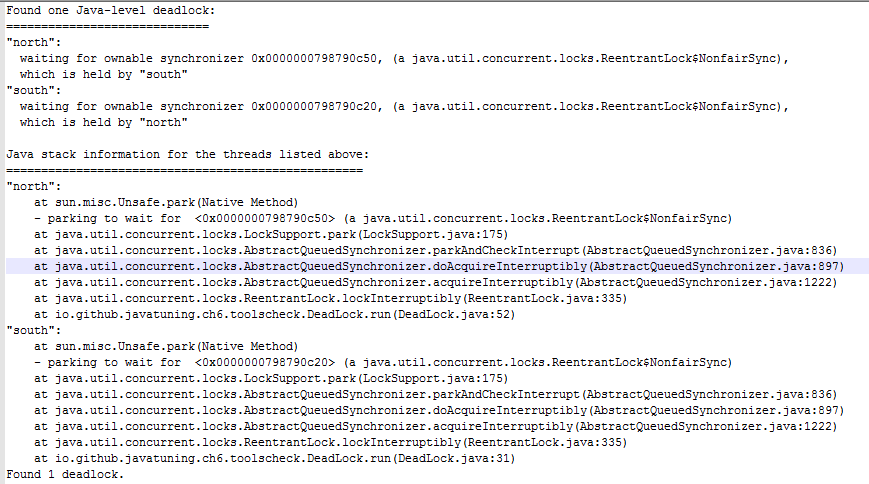 Found one Java-level deadlock:
=============================
"north":
  waiting for ownable synchronizer 0x0000000798790c50, (a java.util.concurrent.locks.ReentrantLock$NonfairSync),
  which is held by "south"
"south":
  waiting for ownable synchronizer 0x0000000798790c20, (a java.util.concurrent.locks.ReentrantLock$NonfairSync),
  which is held by "north"

Java stack information for the threads listed above:
===================================================
"north":
    at sun.misc.Unsafe.park(Native Method)
    - parking to wait for  <0x0000000798790c50> (a java.util.concurrent.locks.ReentrantLock$NonfairSync)
    at java.util.concurrent.locks.LockSupport.park(LockSupport.java:175)
    at java.util.concurrent.locks.AbstractQueuedSynchronizer.parkAndCheckInterrupt(AbstractQueuedSynchronizer.java:836)
    at java.util.concurrent.locks.AbstractQueuedSynchronizer.doAcquireInterruptibly(AbstractQueuedSynchronizer.java:897)
    at java.util.concurrent.locks.AbstractQueuedSynchronizer.acquireInterruptibly(AbstractQueuedSynchronizer.java:1222)
    at java.util.concurrent.locks.ReentrantLock.lockInterruptibly(ReentrantLock.java:335)
    at io.github.javatuning.ch6.toolscheck.DeadLock.run(DeadLock.java:52)
"south":
    at sun.misc.Unsafe.park(Native Method)
    - parking to wait for  <0x0000000798790c20> (a java.util.concurrent.locks.ReentrantLock$NonfairSync)
    at java.util.concurrent.locks.LockSupport.park(LockSupport.java:175)
    at java.util.concurrent.locks.AbstractQueuedSynchronizer.parkAndCheckInterrupt(AbstractQueuedSynchronizer.java:836)
    at java.util.concurrent.locks.AbstractQueuedSynchronizer.doAcquireInterruptibly(AbstractQueuedSynchronizer.java:897)
    at java.util.concurrent.locks.AbstractQueuedSynchronizer.acquireInterruptibly(AbstractQueuedSynchronizer.java:1222)
    at java.util.concurrent.locks.ReentrantLock.lockInterruptibly(ReentrantLock.java:335)
    at io.github.javatuning.ch6.toolscheck.DeadLock.run(DeadLock.java:31)
Found 1 deadlock.